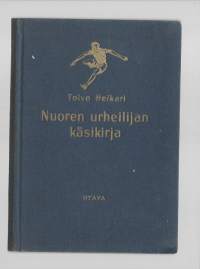 Toivo Heikari
Nuoren urheilijan
käsikirja
OTAVA